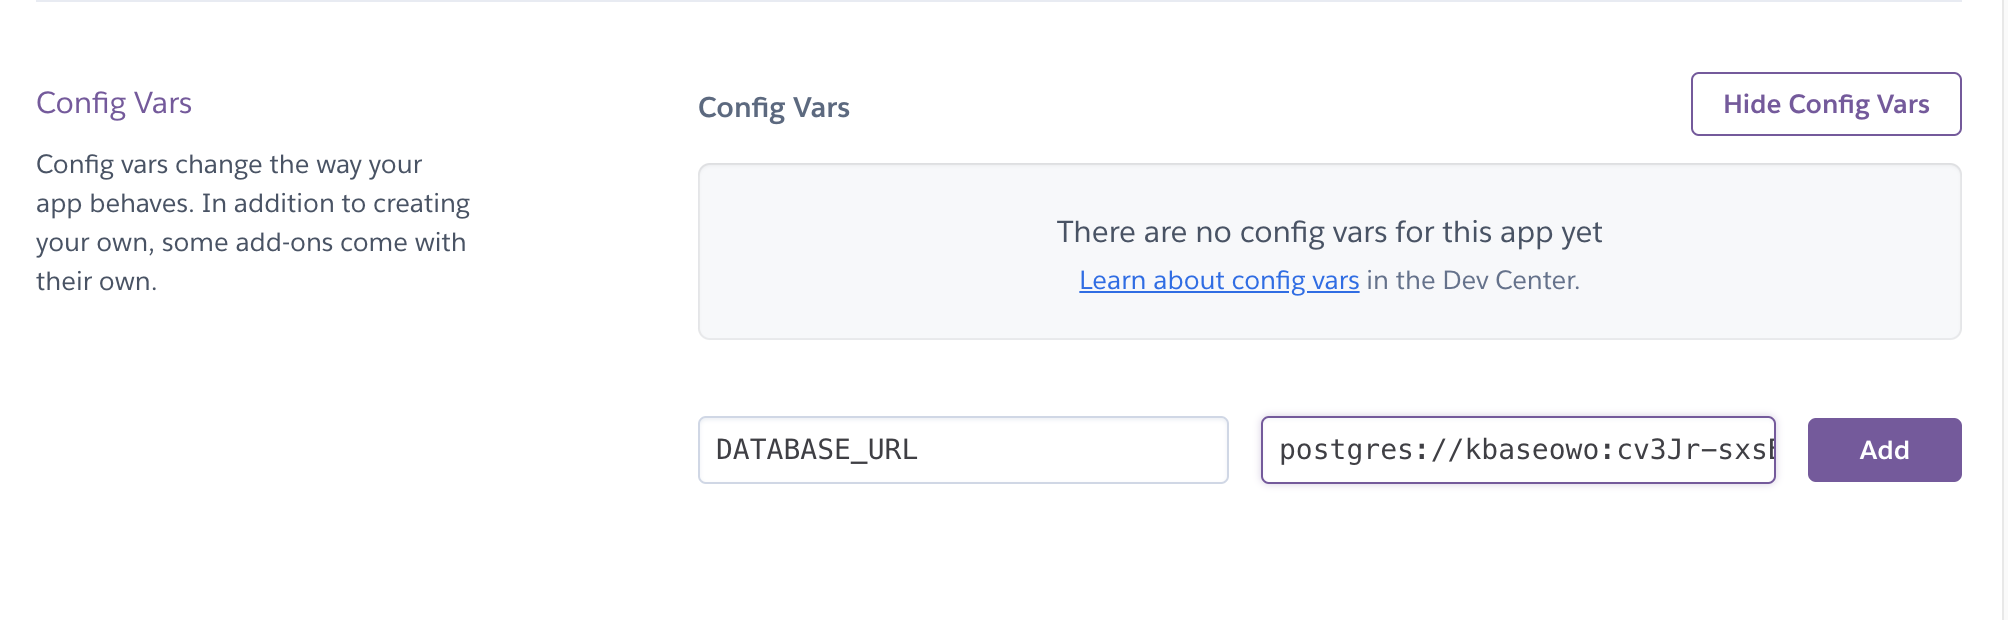 Config Vars
Config vars change the way your
app behaves. In addition to creating
your own, some add-ons come with
their own.
Config Vars
Hide Config Vars
There are no config vars for this app yet
Learn about config vars in the Dev Center.
DATABASE_URL
postgres://kbaseowo:cv3Jr-sxs
Add